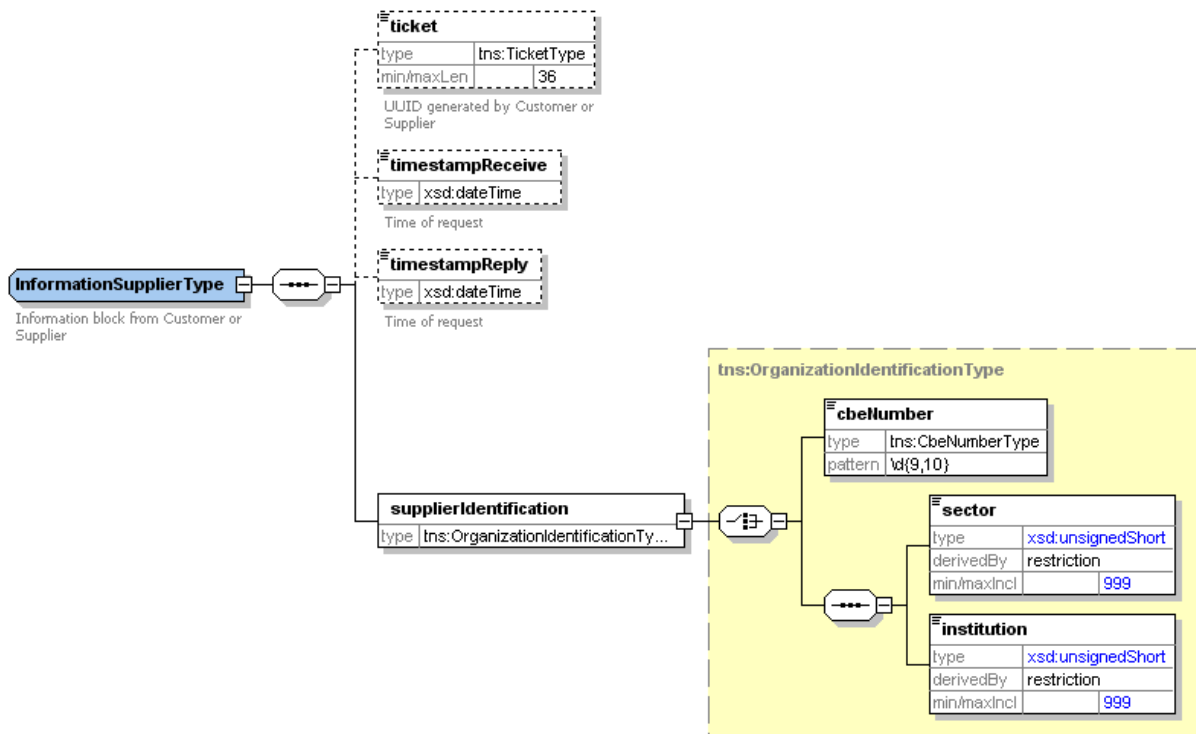 ticket
type tns:TicketType
min/maxLen 36
UUID generated by Customer or
Supplier
timestampReceive
type xsd:dateTime
Time of request
timestampReply
type xsd:dateTime
Time of request
InformationSupplierType
Information block from Customer or
Supplier
tns:OrganizationIdentificationType
cbeNumber
type tns:CbeNumberType
pattern \d{9,10}
supplierIdentification
type tns:OrganizationIdentificationTy...
sector
type xsd:unsignedShort
derivedBy restriction
min/maxIncl 999
institution
type xsd:unsignedShort
derivedBy restriction
min/maxIncl 999